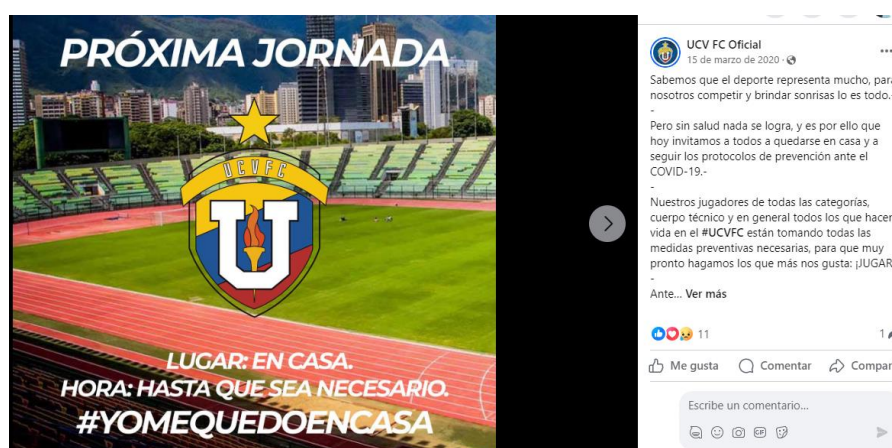 PRÓXIMA JORNADA
UCVFC
U
LUGAR: EN CASA.
HORA: HASTA QUE SEA NECESARIO.
#YOMEQUEDOENCASA
UCV FC Oficial
15 de marzo de 2020 ·
Sabemos que el deporte representa mucho, para
nosotros competir y brindar sonrisas lo es todo.-
-
Pero sin salud nada se logra, y es por ello que
hoy invitamos a todos a quedarse en casa y a
seguir los protocolos de prevención ante el
COVID-19.-
-
Nuestros jugadores de todas las categorías,
cuerpo técnico y en general todos los que hacen
vida en el #UCVFC están tomando todas las
medidas preventivas necesarias, para que muy
pronto hagamos los que más nos gusta: ¡JUGAR
-
Ante... Ver más
11
1
Me gusta
Comentar
Compar
Escribe un comentario...
GIF